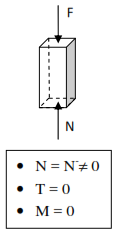 F
N
• N = N⁻≠ 0
• T = 0
• M = 0